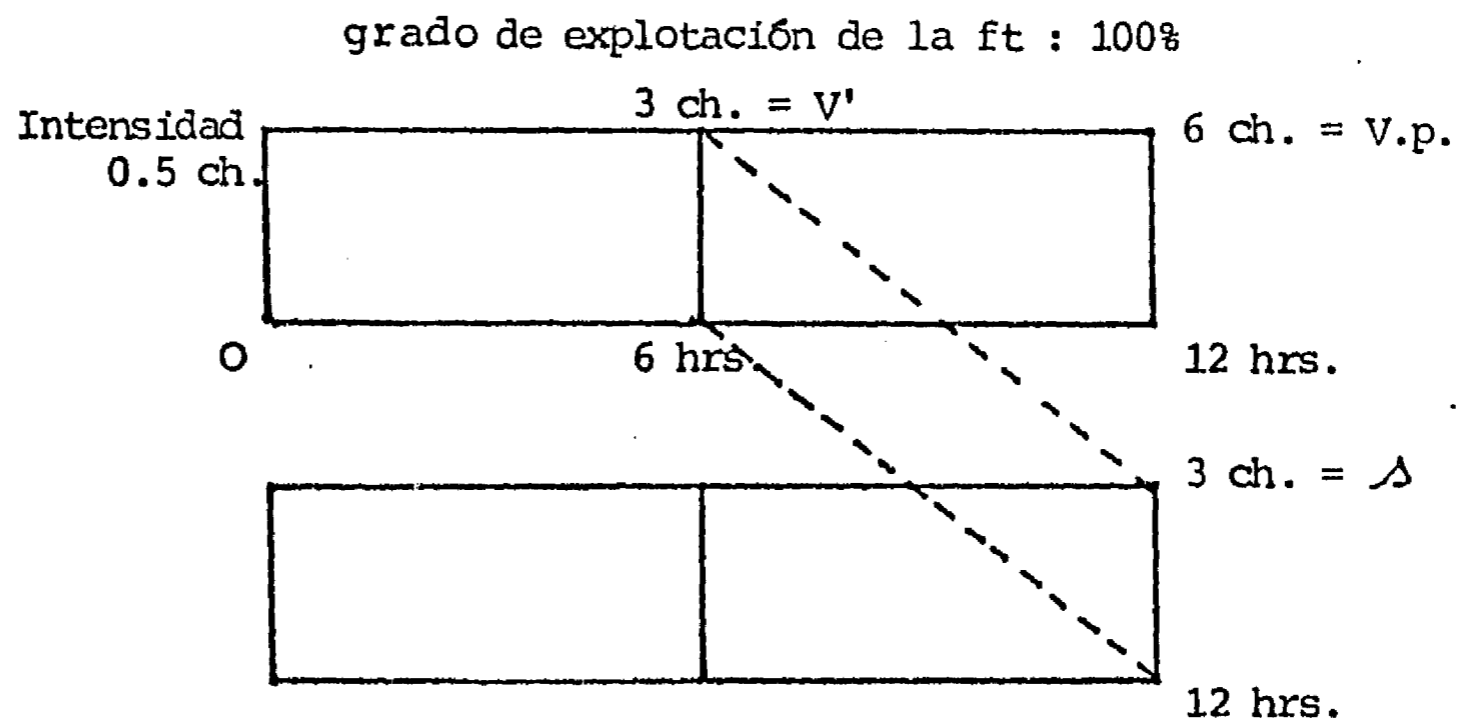 grado de explotación de la ft : 100%
3 ch. = V'
Intensidad
0.5 ch.
6 ch. = V.p.
O
6 hrs.
12 hrs.
3 ch. = s
12 hrs.